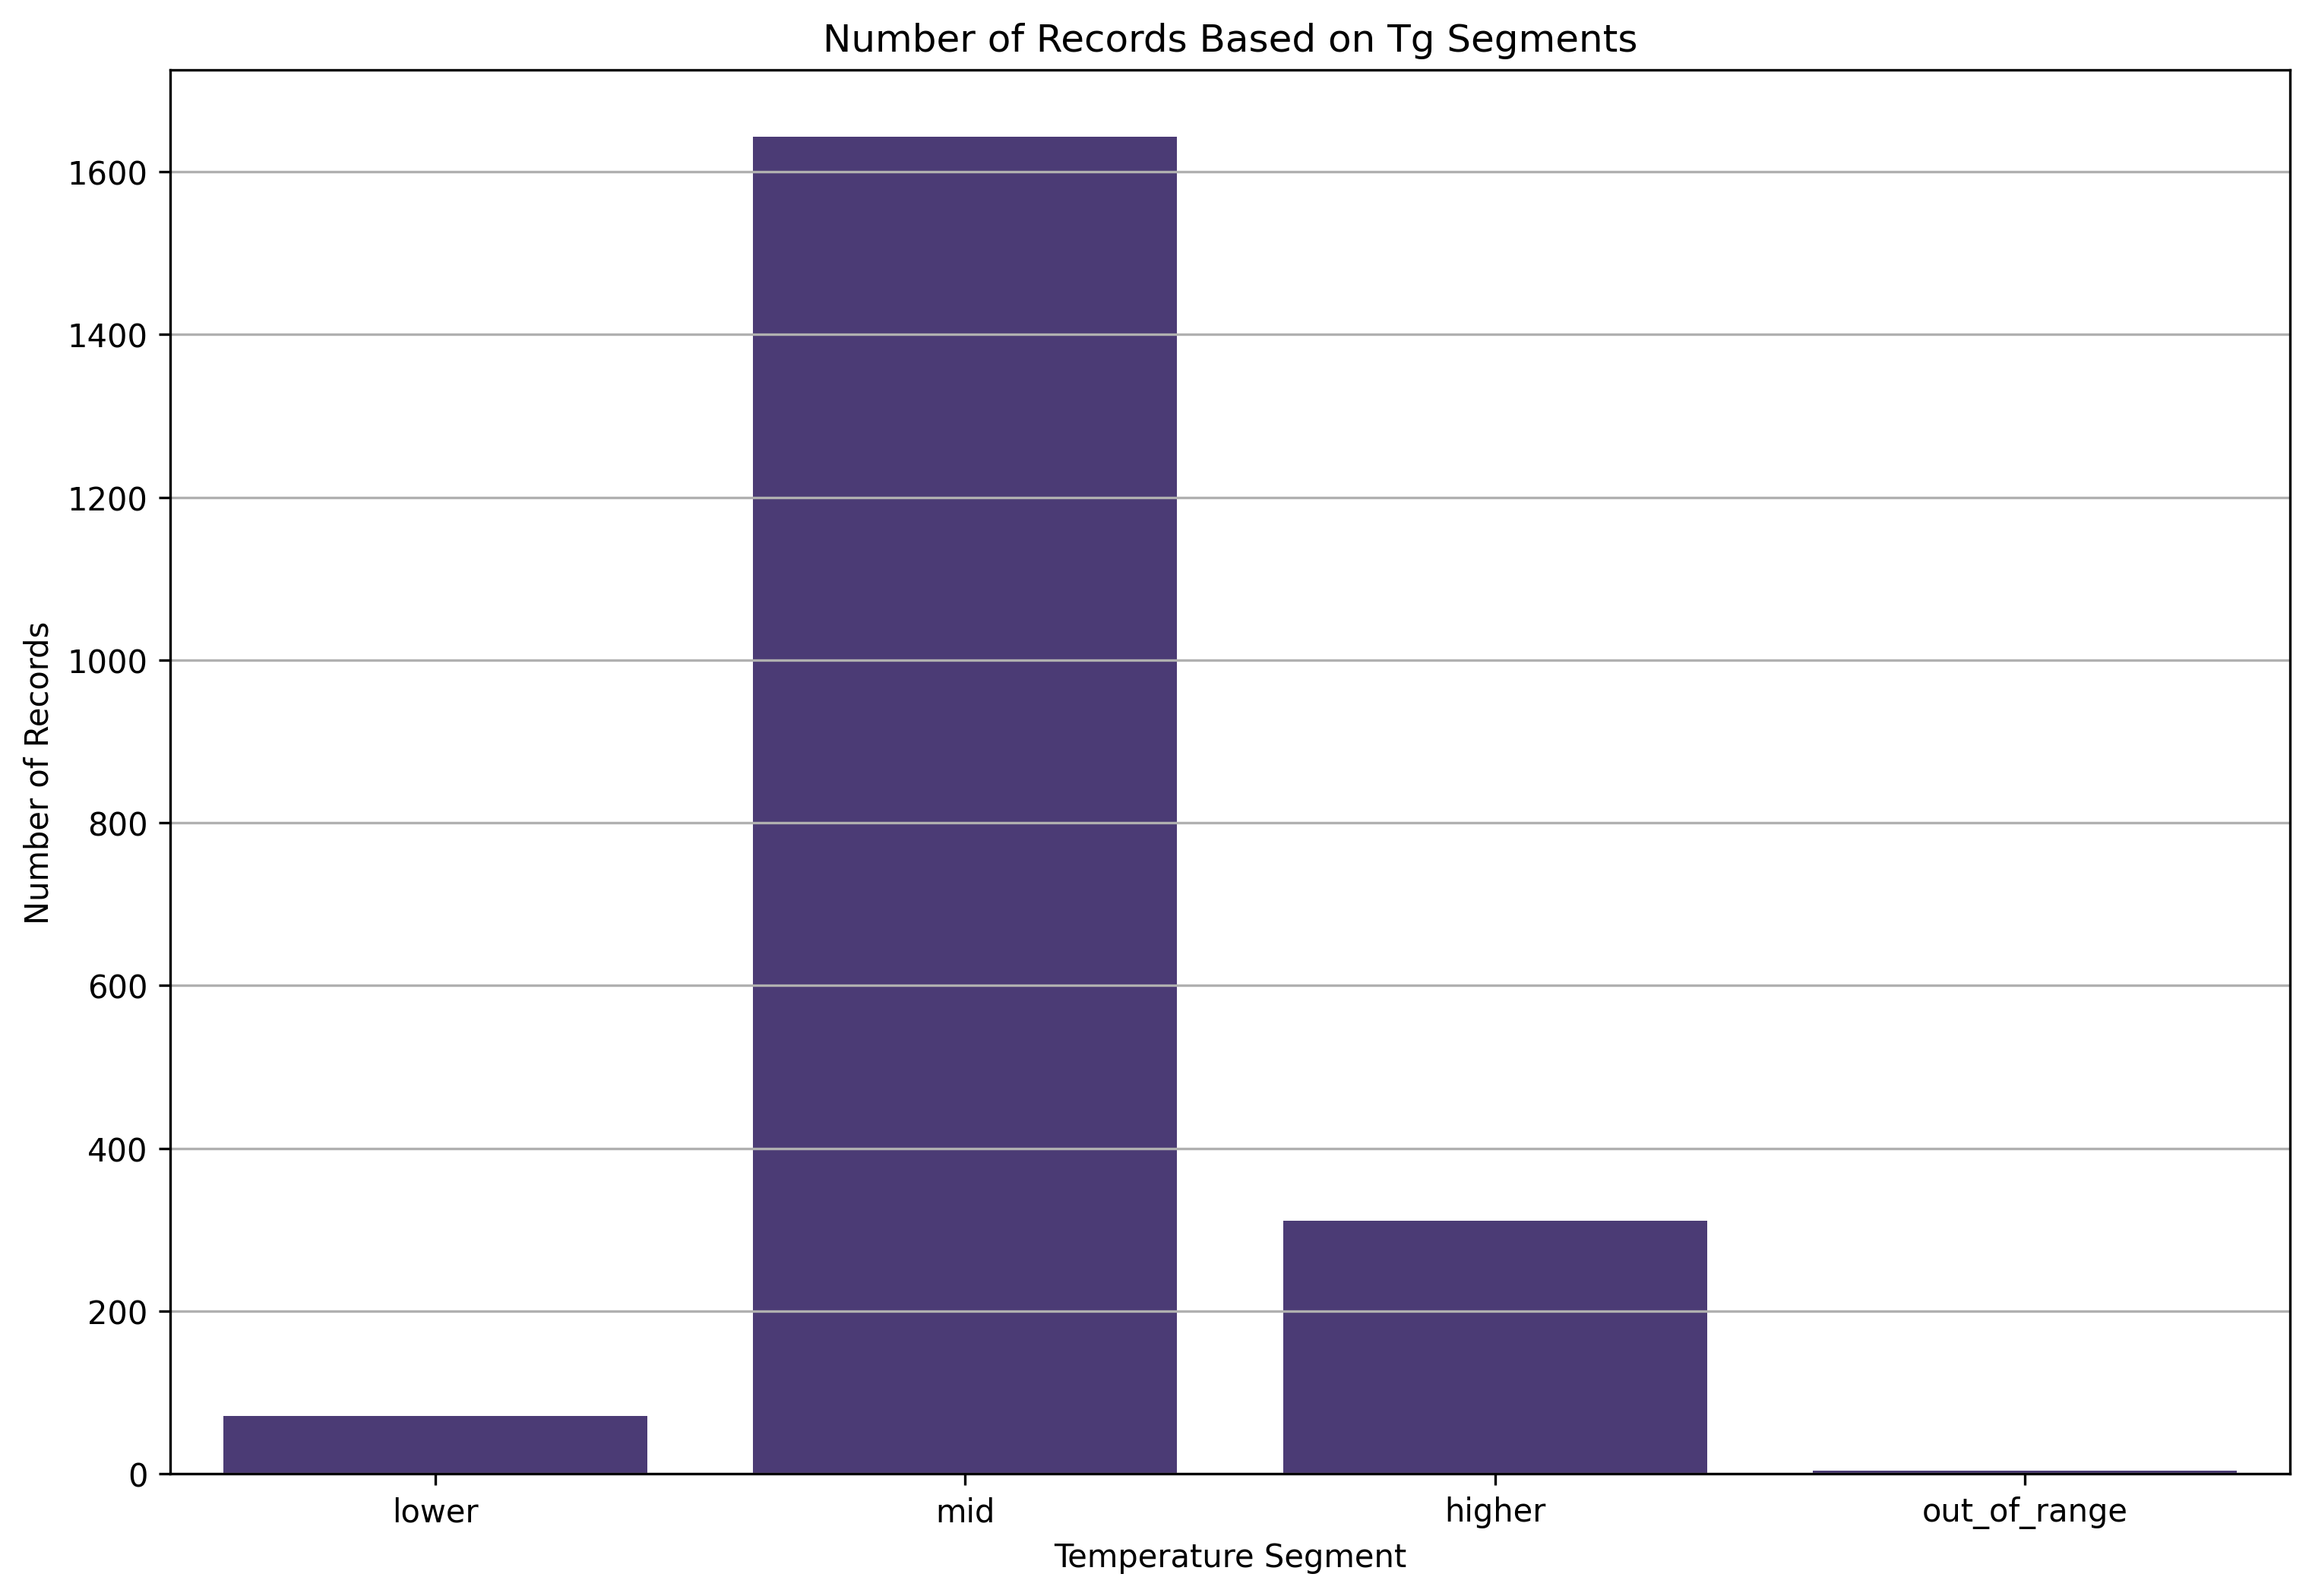 Number of Records Based on Tg Segments
Number of Records
1600
1400
1200
1000
800
600
400
200
0
lower mid higher out_of_range
Temperature Segment